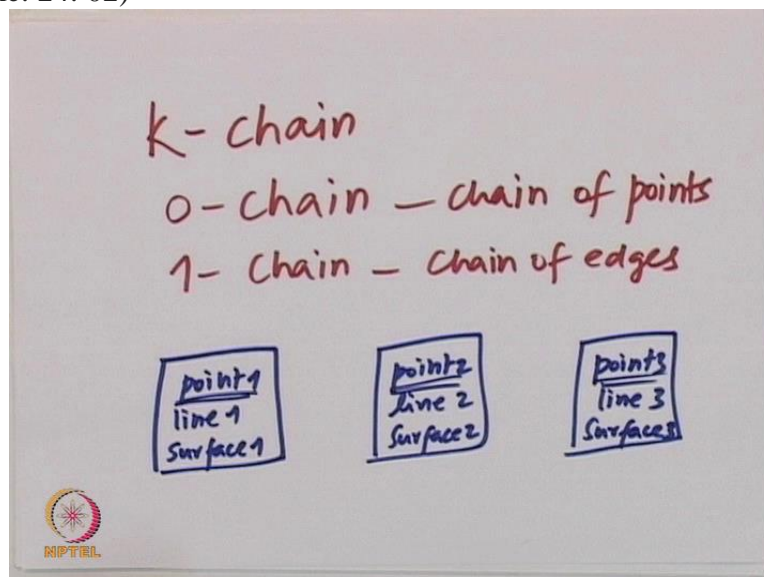 K- chain
0- chain — chain of points
1- Chain — Chain of edges
point1
line 1
Surface1
point2
line 2
Surface2
point3
line 3
Surface3
NPTEL